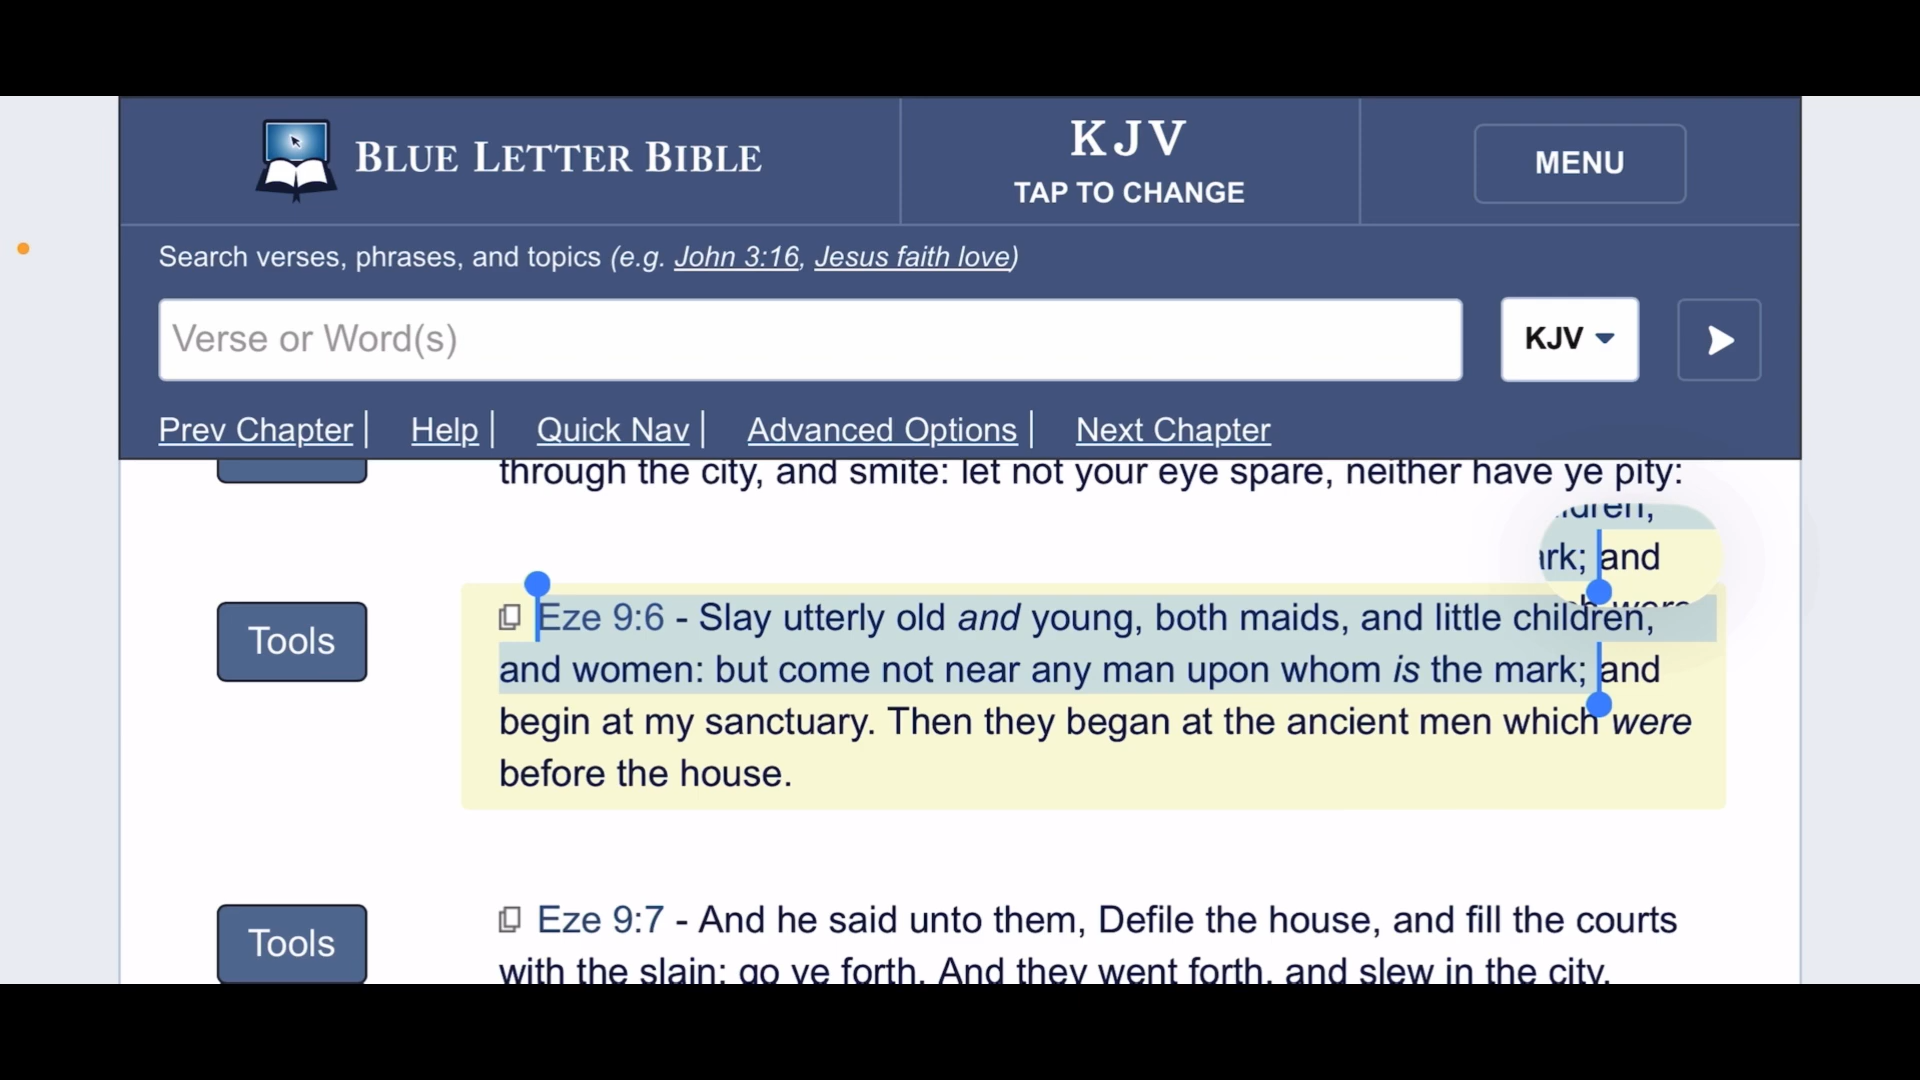 BLUE LETTER BIBLE
KJV
TAP TO CHANGE
MENU
Search verses, phrases, and topics (e.g. John 3:16, Jesus faith love)
Verse or Word(s)
KJV
Prev Chapter | Help | Quick Nav | Advanced Options | Next Chapter
through the city, and smite: let not your eye spare, neither have ye pity:
ldren,
rk; and
Tools
Eze 9:6 - Slay utterly old and young, both maids, and little children,
and women: but come not near any man upon whom is the mark; and
begin at my sanctuary. Then they began at the ancient men which were
before the house.
Tools
Eze 9:7 - And he said unto them, Defile the house, and fill the courts
with the slain: go ye forth. And they went forth, and slew in the city.